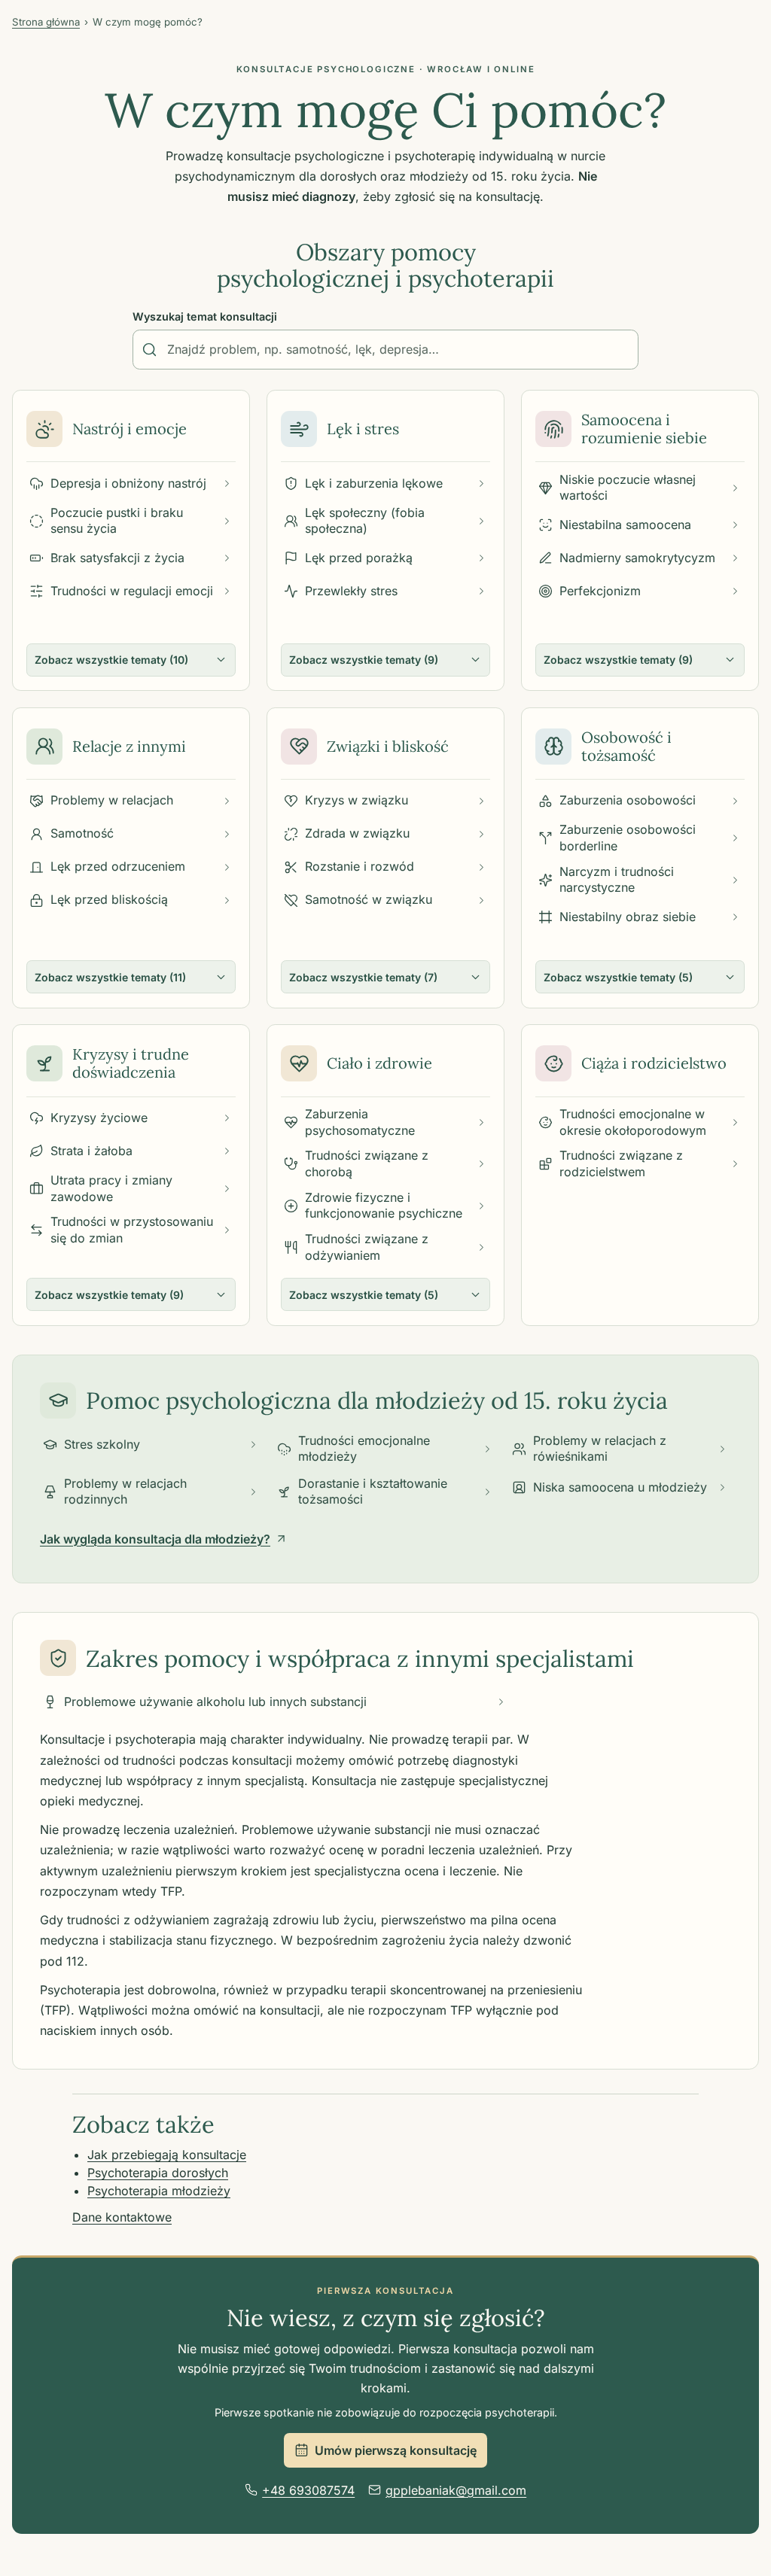 Strona główna › W czym mogę pomóc?
KONSULTACJE PSYCHOLOGICZNE · WROCŁAW I ONLINE
W czym mogę Ci pomóc?
Prowadzę konsultacje psychologiczne i psychoterapię indywidualną w nurcie
psychodynamicznym dla dorosłych oraz młodzieży od 15. roku życia. Nie
musisz mieć diagnozy, żeby zgłosić się na konsultację.
Obszary pomocy
psychologicznej i psychoterapii
Wyszukaj temat konsultacji
Znajdź problem, np. samotność, lęk, depresja...
Nastrój i emocje
Depresja i obniżony nastrój
Poczucie pustki i braku
sensu życia
Brak satysfakcji z życia
Trudności w regulacji emocji
Zobacz wszystkie tematy (10)
Lęk i stres
Lęk i zaburzenia lękowe
Lęk społeczny (fobia
społeczna)
Lęk przed porażką
Przewlekły stres
Zobacz wszystkie tematy (9)
Samoocena i
rozumienie siebie
Niskie poczucie własnej
wartości
Niestabilna samoocena
Nadmierny samokrytycyzm
Perfekcjonizm
Zobacz wszystkie tematy (9)
Relacje z innymi
Problemy w relacjach
Samotność
Lęk przed odrzuceniem
Lęk przed bliskością
Zobacz wszystkie tematy (11)
Związki i bliskość
Kryzys w związku
Zdrada w związku
Rozstanie i rozwód
Samotność w związku
Zobacz wszystkie tematy (7)
Osobowość i
tożsamość
Zaburzenia osobowości
Zaburzenie osobowości
borderline
Narcyzm i trudności
narcystyczne
Niestabilny obraz siebie
Zobacz wszystkie tematy (5)
Kryzysy i trudne
doświadczenia
Kryzysy życiowe
Strata i żałoba
Utrata pracy i zmiany
zawodowe
Trudności w przystosowaniu
się do zmian
Zobacz wszystkie tematy (9)
Ciało i zdrowie
Zaburzenia
psychosomatyczne
Trudności związane z
chorobą
Zdrowie fizyczne i
funkcjonowanie psychiczne
Trudności związane z
odżywianiem
Zobacz wszystkie tematy (5)
Ciąża i rodzicielstwo
Trudności emocjonalne w
okresie okołoporodowym
Trudności związane z
rodzicielstwem
Pomoc psychologiczna dla młodzieży od 15. roku życia
Stres szkolny
Trudności emocjonalne
młodzieży
Problemy w relacjach z
rówieśnikami
Problemy w relacjach
rodzinnych
Dorastanie i kształtowanie
tożsamości
Niska samoocena u młodzieży
Jak wygląda konsultacja dla młodzieży?
Zakres pomocy i współpraca z innymi specjalistami
Problemowe używanie alkoholu lub innych substancji
Konsultacje i psychoterapia mają charakter indywidualny. Nie prowadzę terapii par. W
zależności od trudności podczas konsultacji możemy omówić potrzebę diagnostyki
medycznej lub współpracy z innym specjalistą. Konsultacja nie zastępuje specjalistycznej
opieki medycznej.
Nie prowadzę leczenia uzależnień. Problemowe używanie substancji nie musi oznaczać
uzależnienia; w razie wątpliwości warto rozważyć ocenę w poradni leczenia uzależnień. Przy
aktywnym uzależnieniu pierwszym krokiem jest specjalistyczna ocena i leczenie. Nie
rozpoczynam wtedy TFP.
Gdy trudności z odżywianiem zagrażają zdrowiu lub życiu, pierwszeństwo ma pilna ocena
medyczna i stabilizacja stanu fizycznego. W bezpośrednim zagrożeniu życia należy dzwonić
pod 112.
Psychoterapia jest dobrowolna, również w przypadku terapii skoncentrowanej na przeniesieniu
(TFP). Wątpliwości można omówić na konsultacji, ale nie rozpoczynam TFP wyłącznie pod
naciskiem innych osób.
Zobacz także
Jak przebiegają konsultacje
Psychoterapia dorosłych
Psychoterapia młodzieży
Dane kontaktowe
PIERWSZA KONSULTACJA
Nie wiesz, z czym się zgłosić?
Nie musisz mieć gotowej odpowiedzi. Pierwsza konsultacja pozwoli nam
wspólnie przyjrzeć się Twoim trudnościom i zastanowić się nad dalszymi
krokami.
Pierwsze spotkanie nie zobowiązuje do rozpoczęcia psychoterapii.
Umów pierwszą konsultację
+48 693087574 gpplebaniak@gmail.com